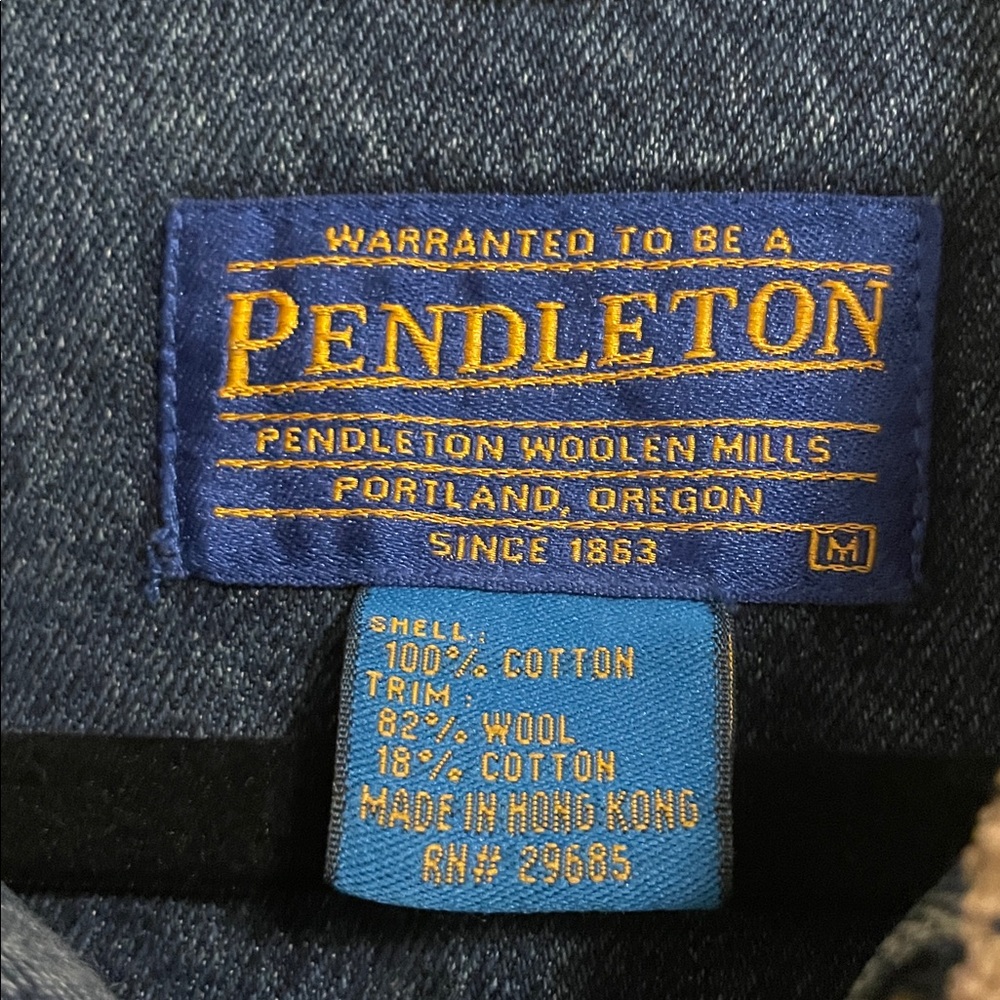 WARRANTED TO BE A
PENDLETON
PENDLETON WOOLEN MILLS
PORTLAND, OREGON
SINCE 1863
M
SHELL:
100% COTTON
TRIM:
82% WOOL
18% COTTON
MADE IN HONG KONG
RN# 29685